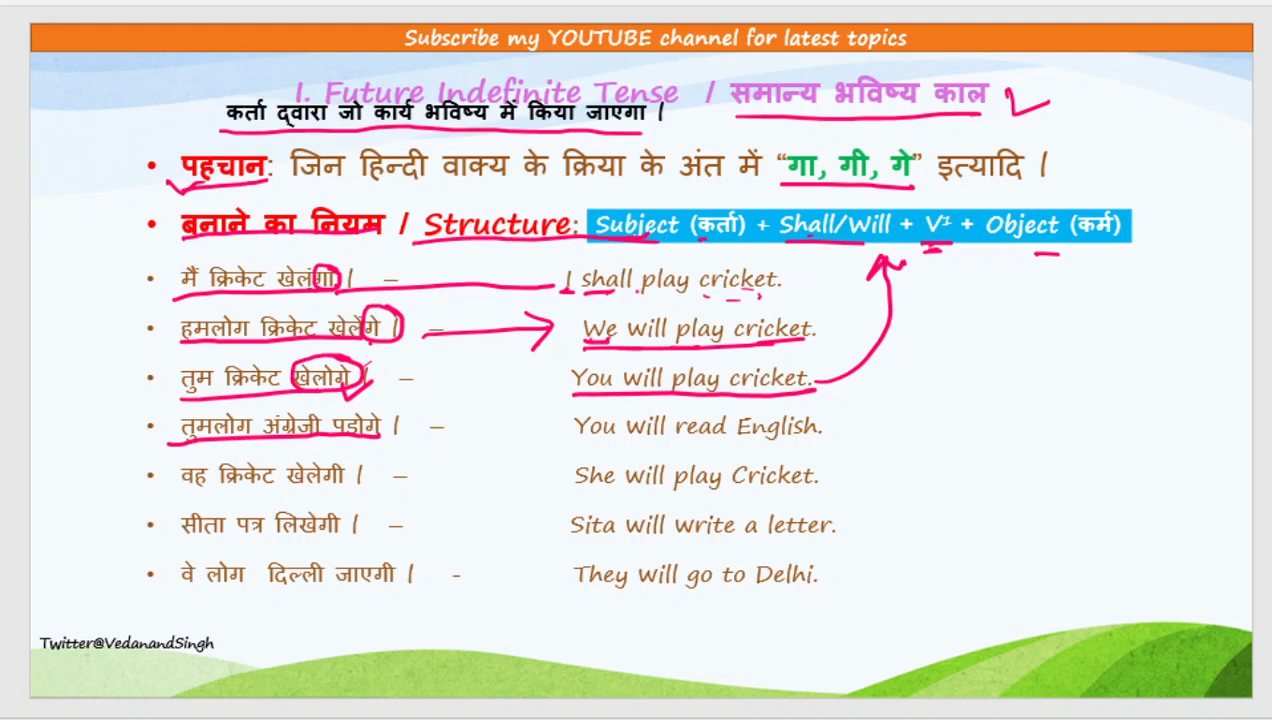 Subscribe my YOUTUBE channel for latest topics
I. Future Indefinite Tense / समान्य भविष्य काल
कर्ता द्वारा जो कार्य भविष्य में किया जाएगा |
• पहचान: जिन हिन्दी वाक्य के क्रिया के अंत में “गा, गी, गे” इत्यादि |
• बनाने का नियम / Structure: Subject (कर्ता) + Shall/Will + V¹ + Object (कर्म)
• मैं क्रिकेट खेलंगा | – I shall play cricket.
• हमलोग क्रिकेट खेलेंगे | – We will play cricket.
• तुम क्रिकेट खेलोगे | – You will play cricket.
• तुमलोग अंग्रेजी पडोगे | – You will read English.
• वह क्रिकेट खेलेगी | – She will play Cricket.
• सीता पत्र लिखेगी | – Sita will write a letter.
• वे लोग दिल्ली जाएगी | - They will go to Delhi.
Twitter@VedanandSingh